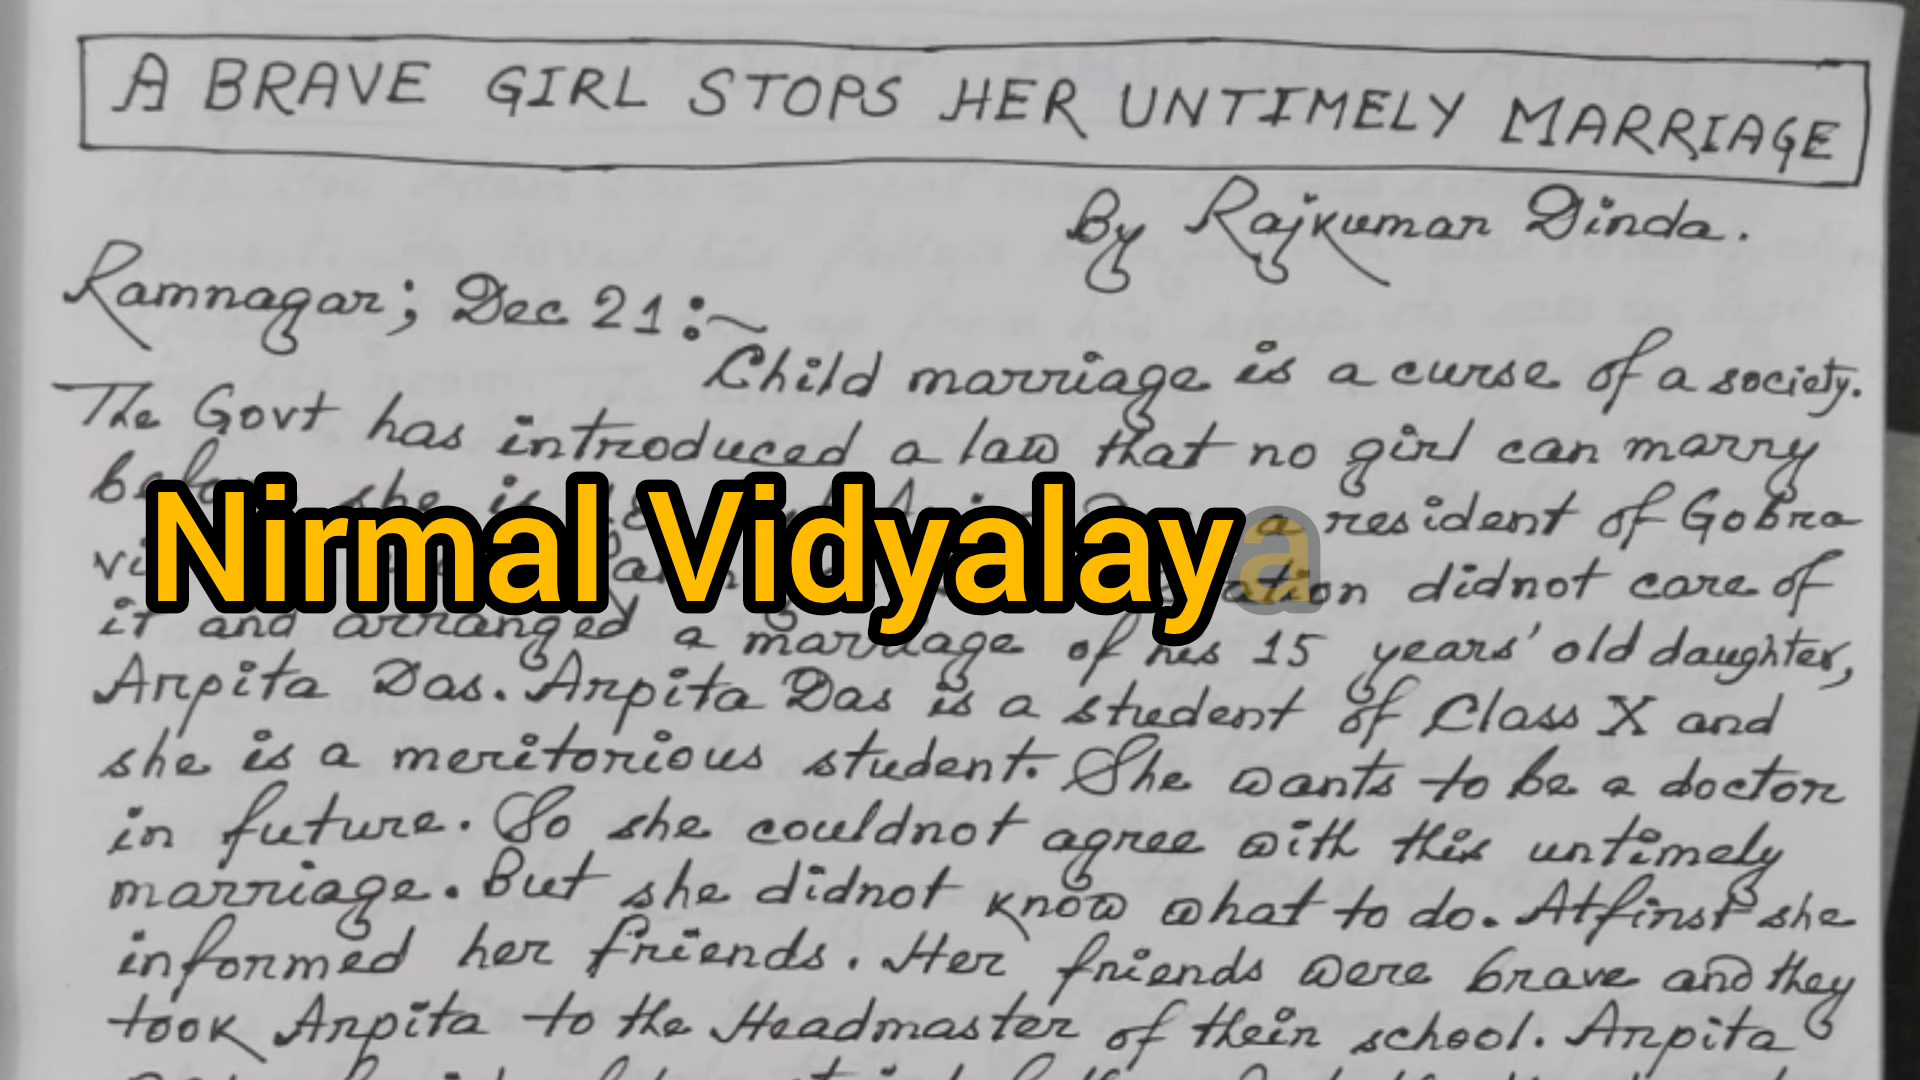 A BRAVE GIRL STOPS HER UNTIMELY MARRIAGE
By Rajkumar Dinda.
Ramnagar; Dec 21:~
Child marriage is a curse of a society.
The Govt has introduced a law that no girl can marry
she is a resident of Gobra
Nirmal Vidyalaya
didnot care of
it and arranged a marriage of his 15 years' old daughter,
Arpita Das. Arpita Das is a student of Class X and
she is a meritorious student. She wants to be a doctor
in future. So she couldnot agree with this untimely
marriage. But she didnot know what to do. Atfirst she
informed her friends. Her friends were brave and they
took Arpita to the Headmaster of their school. Arpita